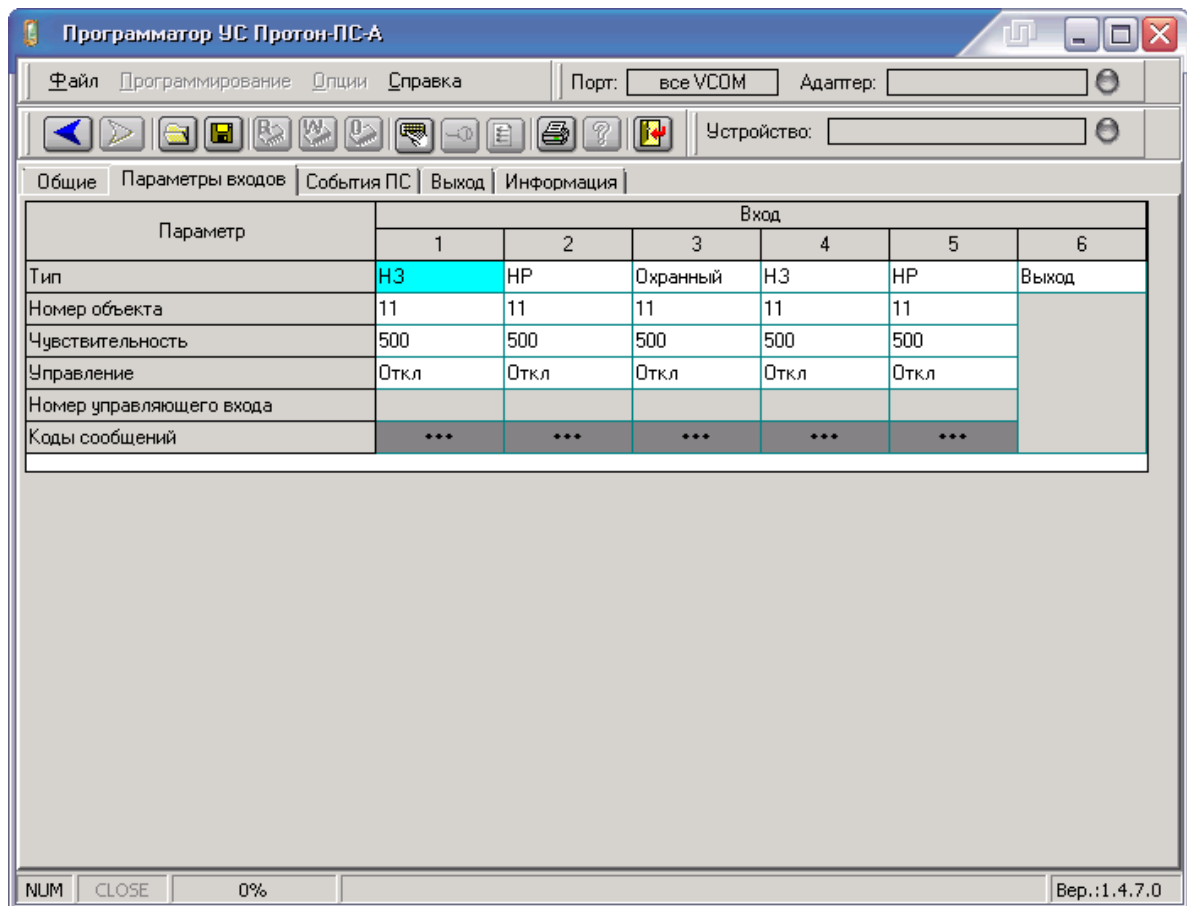 Программатор УС Протон-ПС-А
Файл Программирование Опции Справка Порт: все VCOM Адаптер:
Устройство:
Общие Параметры входов События ПС Выход Информация
Параметр Вход
1 2 3 4 5 6
Тип НЗ НР Охранный НЗ НР Выход
Номер объекта 11 11 11 11 11
Чувствительность 500 500 500 500 500
Управление Откл Откл Откл Откл Откл
Номер управляющего входа
Коды сообщений ••• ••• ••• ••• •••
NUM CLOSE 0% Вер.:1.4.7.0